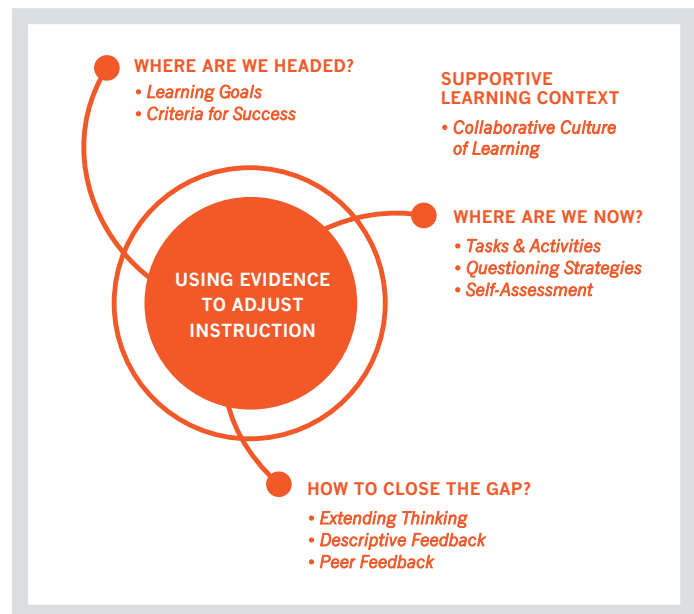 WHERE ARE WE HEADED?
• Learning Goals
• Criteria for Success
SUPPORTIVE
LEARNING CONTEXT
• Collaborative Culture
of Learning
WHERE ARE WE NOW?
• Tasks & Activities
• Questioning Strategies
• Self-Assessment
USING EVIDENCE
TO ADJUST
INSTRUCTION
HOW TO CLOSE THE GAP?
• Extending Thinking
• Descriptive Feedback
• Peer Feedback